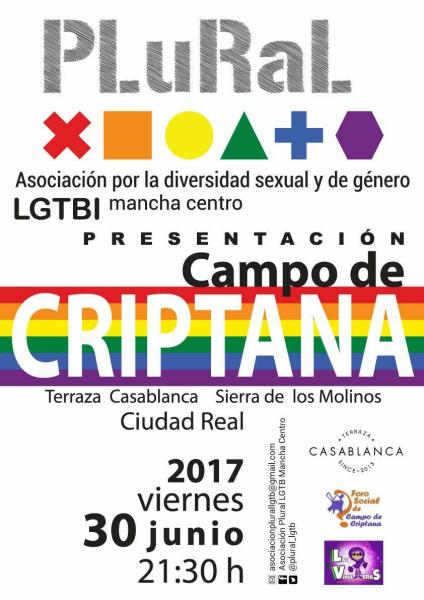 PLuRaL
Asociación por la diversidad sexual y de género
LGTBI mancha centro
PRESENTACIÓN
Campo de
CRIPTANA
Terraza Casablanca Sierra de los Molinos
Ciudad Real
2017
viernes
30 junio
21:30 h
asociacionplurallgtb@gmail.com
Asociación Plural LGTB Mancha Centro
@plural_lgtb
TERRAZA
CASABLANCA
SINCE-2015
Foro
Social
de
Campo de
Criptana